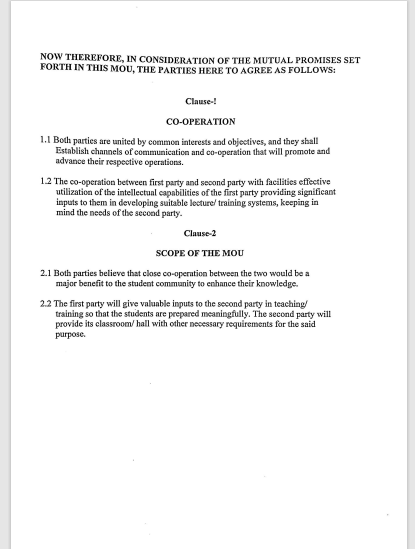 NOW THEREFORE, IN CONSIDERATION OF THE MUTUAL PROMISES SET
FORTH IN THIS MOU, THE PARTIES HERE TO AGREE AS FOLLOWS:
Clause-!
CO-OPERATION
1.1 Both parties are united by common interests and objectives, and they shall
Establish channels of communication and co-operation that will promote and
advance their respective operations.
1.2 The co-operation between first party and second party with facilities effective
utilization of the intellectual capabilities of the first party providing significant
inputs to them in developing suitable lecture/ training systems, keeping in
mind the needs of the second party.
Clause-2
SCOPE OF THE MOU
2.1 Both parties believe that close co-operation between the two would be a
major benefit to the student community to enhance their knowledge.
2.2 The first party will give valuable inputs to the second party in teaching/
training so that the students are prepared meaningfully. The second party will
provide its classroom/ hall with other necessary requirements for the said
purpose.